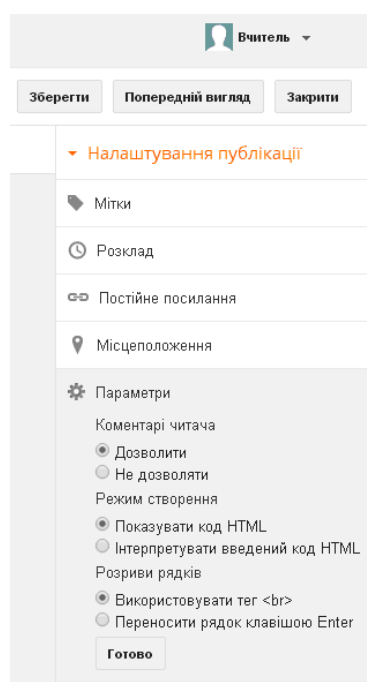 Вчитель
Зберегти Попередній вигляд Закрити
Налаштування публікації
Мітки
Розклад
Постійне посилання
Місцеположення
Параметри
Коментарі читача
Дозволити
Не дозволяти
Режим створення
Показувати код HTML
Інтерпретувати введений код HTML
Розриви рядків
Використовувати тег <br>
Переносити рядок клавішою Enter
Готово